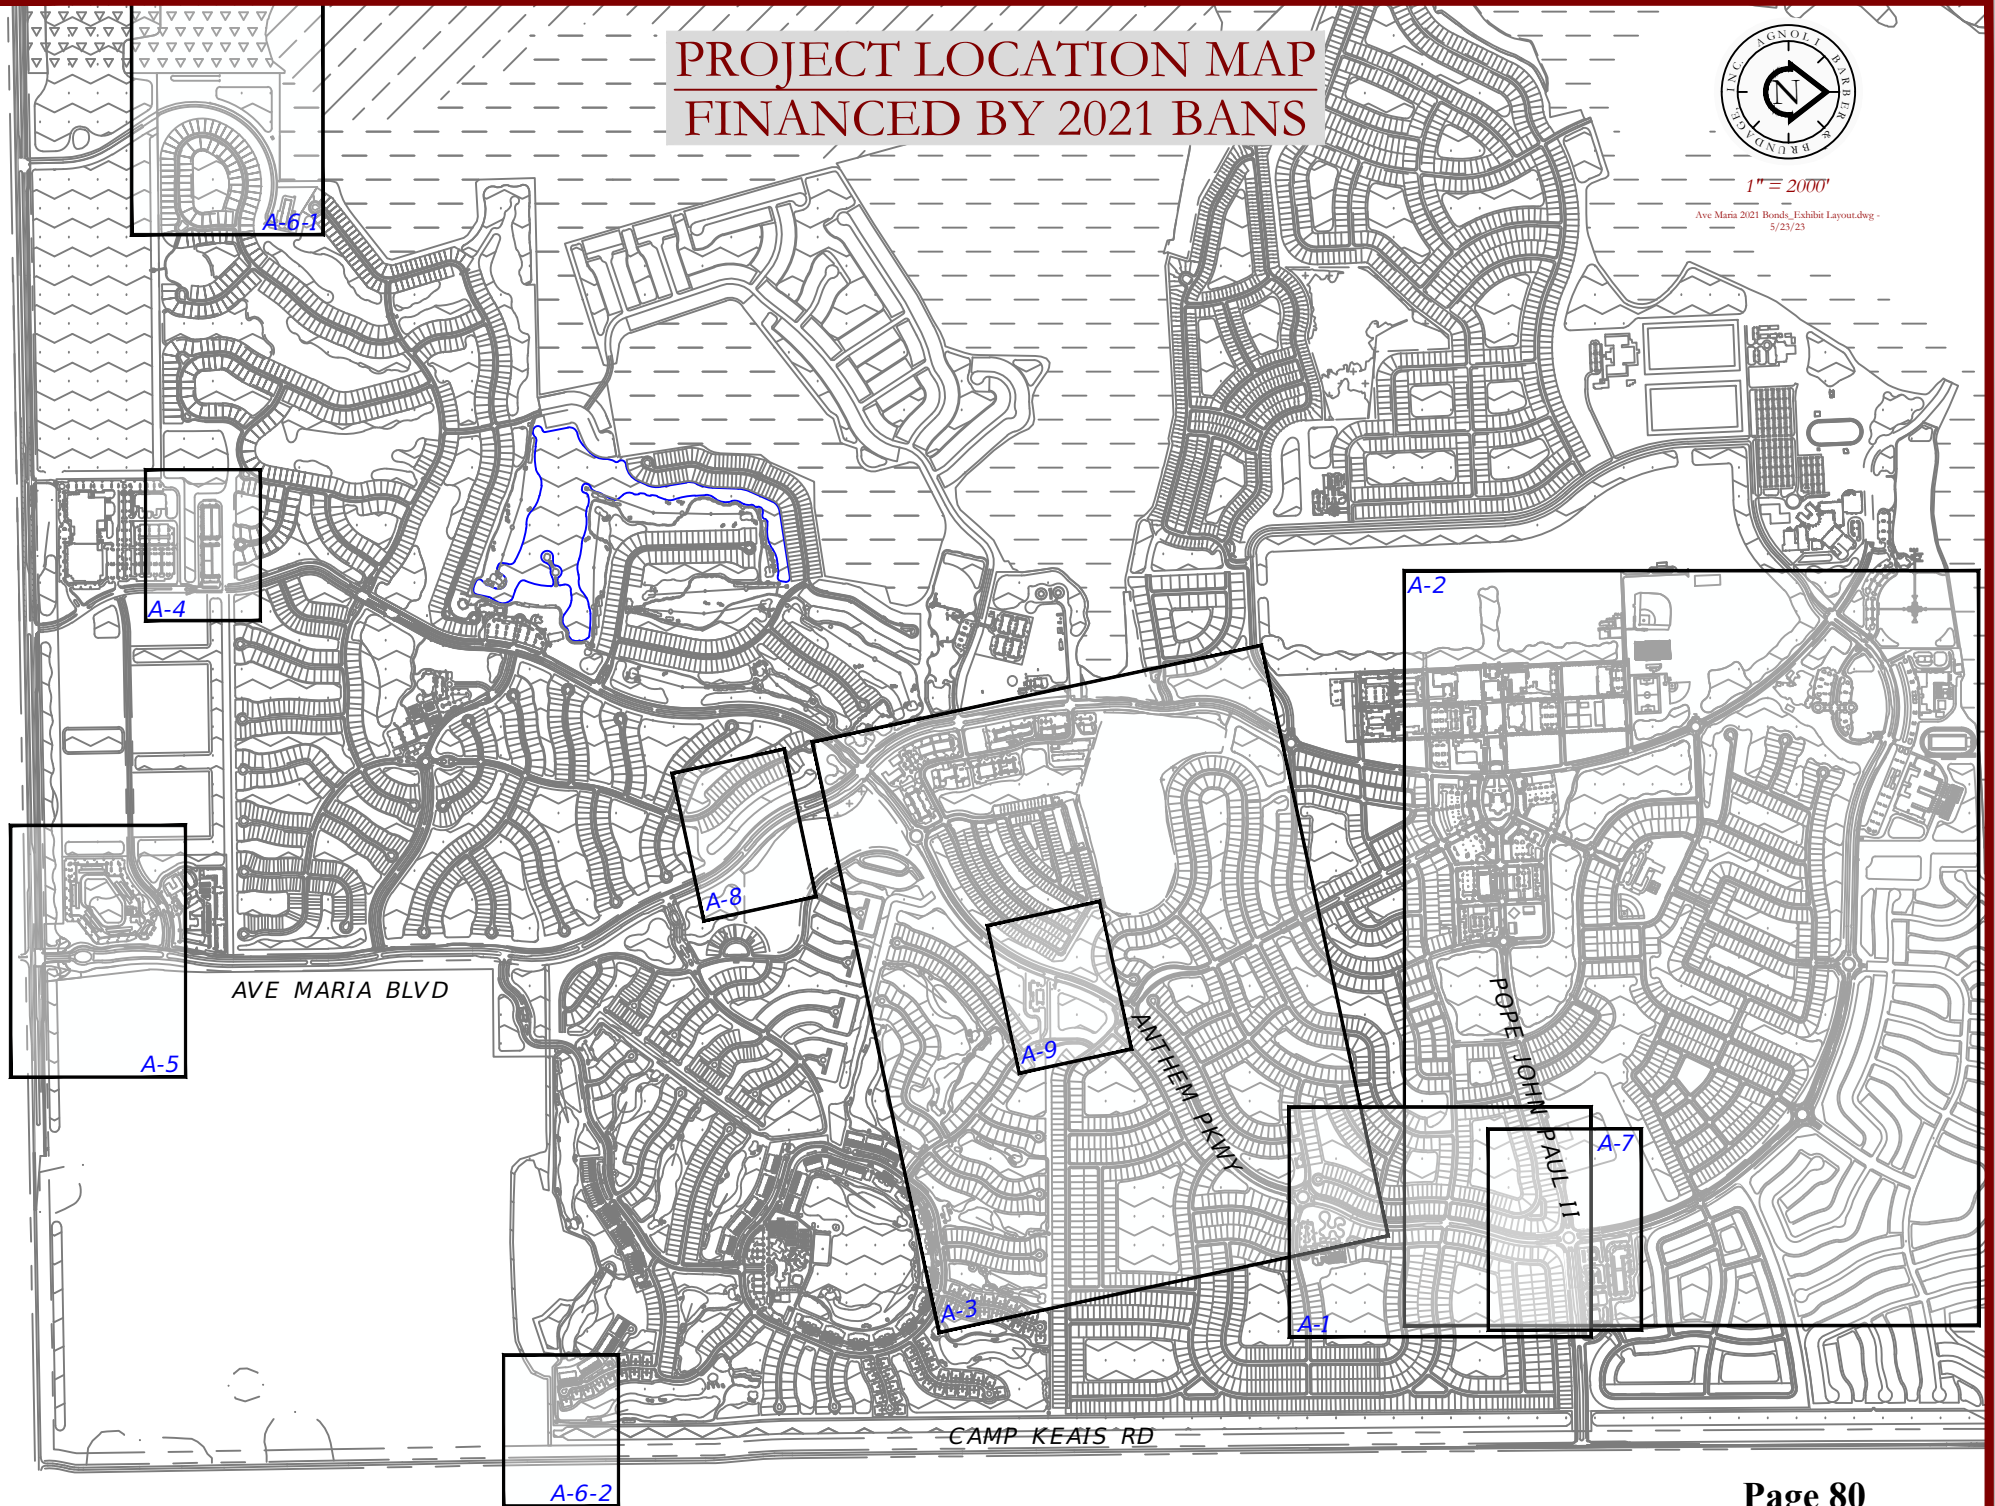 PROJECT LOCATION MAP
FINANCED BY 2021 BANS
AGNOLI BARBER & BRUNDAGE, INC.
N
1" = 2000'
Ave Maria 2021 Bonds_Exhibit Layout.dwg -
5/23/23
A-6-1
A-4
A-2
A-8
AVE MARIA BLVD
A-5
A-9
ANTHEM PKWY
POPE JOHN PAUL II
A-7
A-3
A-1
CAMP KEAIS RD
A-6-2
Page 80